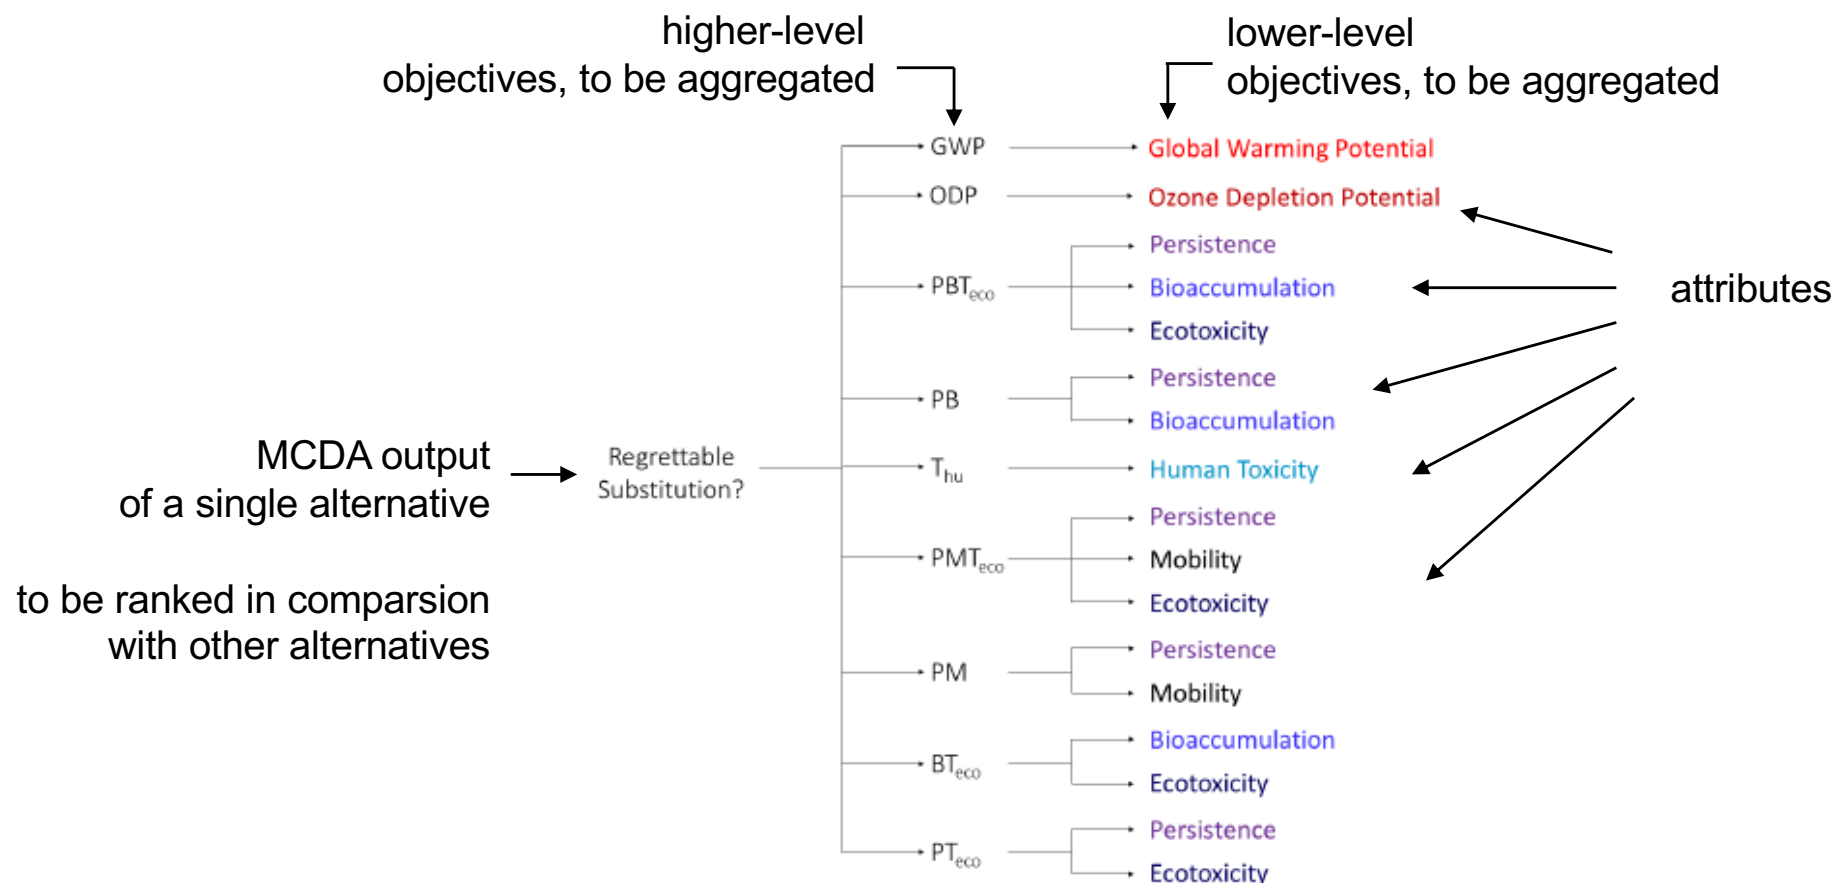 higher-level
objectives, to be aggregated
lower-level
objectives, to be aggregated
GWP
Global Warming Potential
ODP
Ozone Depletion Potential
PBTeco
Persistence
Bioaccumulation
Ecotoxicity
attributes
PB
Persistence
Bioaccumulation
MCDA output
of a single alternative
to be ranked in comparsion
with other alternatives
Regrettable
Substitution?
Thu
Human Toxicity
PMTeco
Persistence
Mobility
Ecotoxicity
PM
Persistence
Mobility
BTeco
Bioaccumulation
Ecotoxicity
PTeco
Persistence
Ecotoxicity